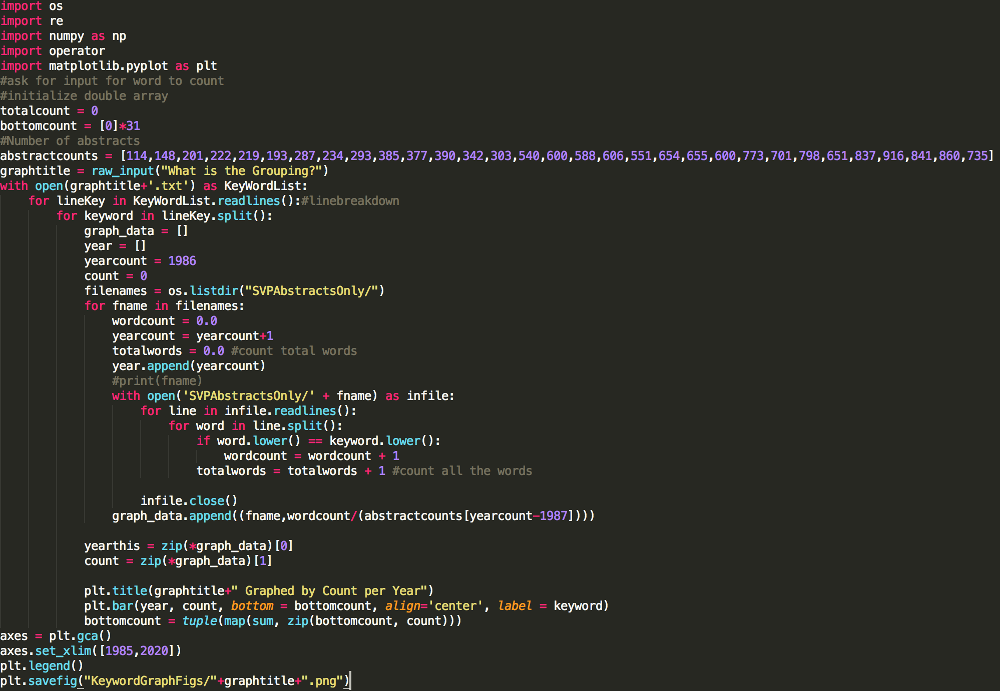 import os
import re
import numpy as np
import operator
import matplotlib.pyplot as plt
#ask for input for word to count
#initialize double array
totalcount = 0
bottomcount = [0]*31
#Number of abstracts
abstractcounts = [114,148,201,222,219,193,287,234,293,385,377,390,342,303,540,600,588,606,551,654,655,600,773,701,798,651,837,916,841,860,735]
graphtitle = raw_input("What is the Grouping?")
with open(graphtitle+'.txt') as KeyWordList:
    for lineKey in KeyWordList.readlines():#linebreakdown
        for keyword in lineKey.split():
            graph_data = []
            year = []
            yearcount = 1986
            count = 0
            filenames = os.listdir("SVPAbstractsOnly/")
            for fname in filenames:
                wordcount = 0.0
                yearcount = yearcount+1
                totalwords = 0.0 #count total words
                year.append(yearcount)
                #print(fname)
                with open('SVPAbstractsOnly/' + fname) as infile:
                    for line in infile.readlines():
                        for word in line.split():
                            if word.lower() == keyword.lower():
                                wordcount = wordcount + 1
                            totalwords = totalwords + 1 #count all the words
                    infile.close()
                graph_data.append((fname,wordcount/(abstractcounts[yearcount-1987])))
            yearthis = zip(*graph_data)[0]
            count = zip(*graph_data)[1]
            plt.title(graphtitle+" Graphed by Count per Year")
            plt.bar(year, count, bottom = bottomcount, align='center', label = keyword)
            bottomcount = tuple(map(sum, zip(bottomcount, count)))
axes = plt.gca()
axes.set_xlim([1985,2020])
plt.legend()
plt.savefig("KeywordGraphFigs/"+graphtitle+".png")